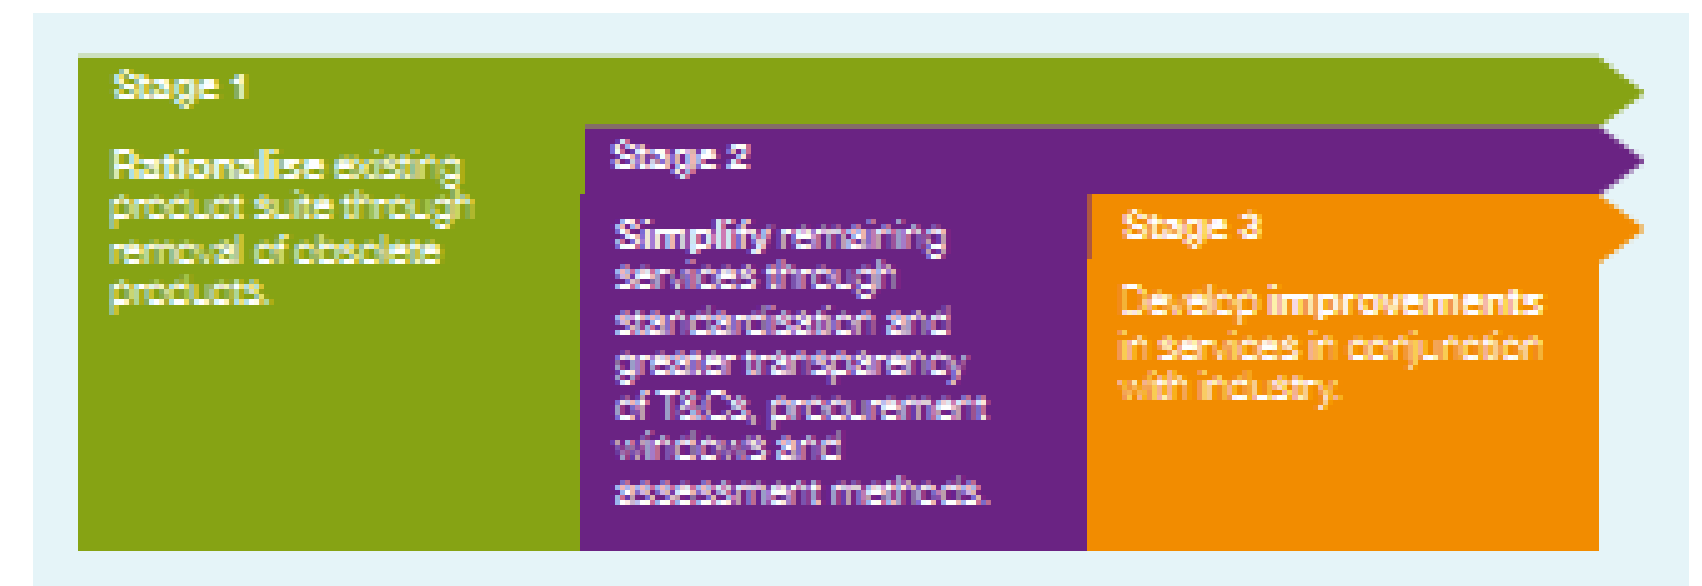 Stage 1
Rationalise existing
product suite through
removal of obsolete
products.
Stage 2
Simplify remaining
services through
standardisation and
greater transparency
of T&Cs, procurement
windows and
assessment methods.
Stage 3
Develop improvements
in services in conjunction
with industry.